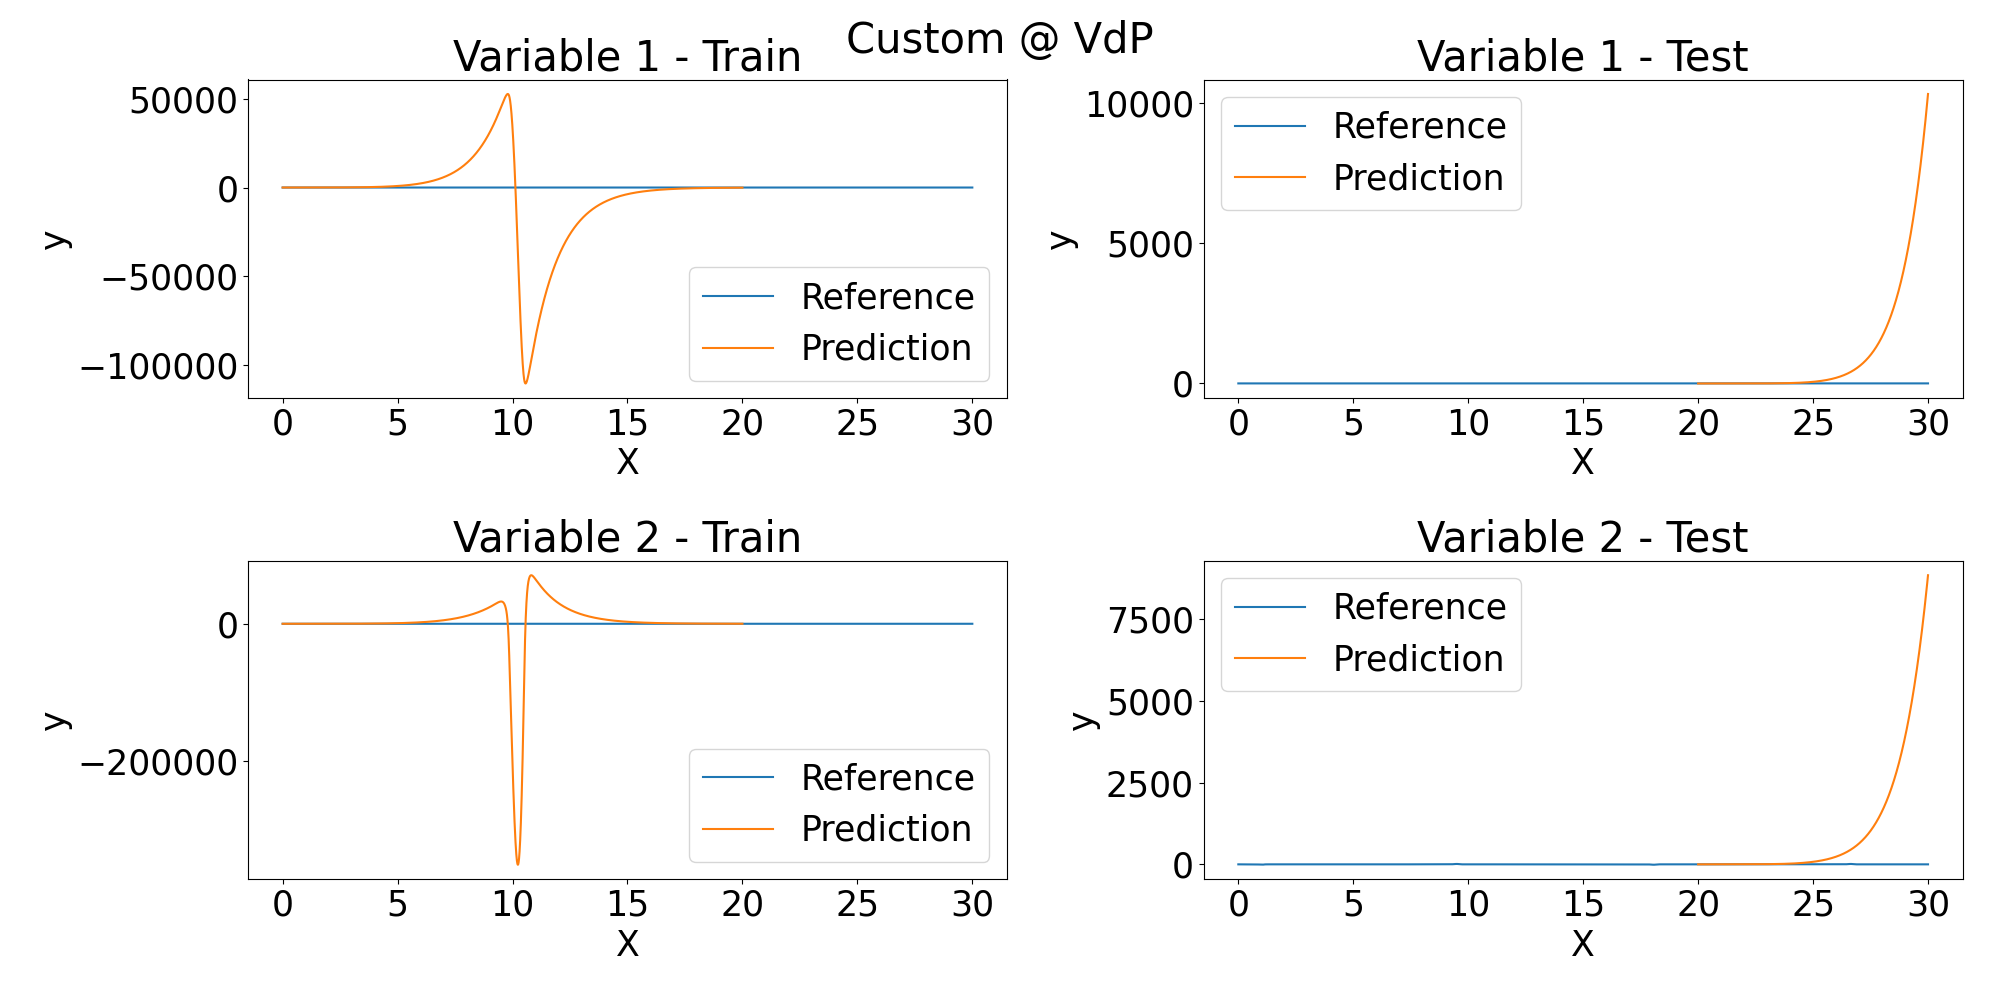 Custom @ VdP
Variable 1 - Train
50000
0
−50000
−100000
y
Reference
Prediction
0 5 10 15 20 25 30
X
Variable 1 - Test
10000
5000
0
y
Reference
Prediction
0 5 10 15 20 25 30
X
Variable 2 - Train
0
−200000
y
Reference
Prediction
0 5 10 15 20 25 30
X
Variable 2 - Test
7500
5000
2500
0
y
Reference
Prediction
0 5 10 15 20 25 30
X